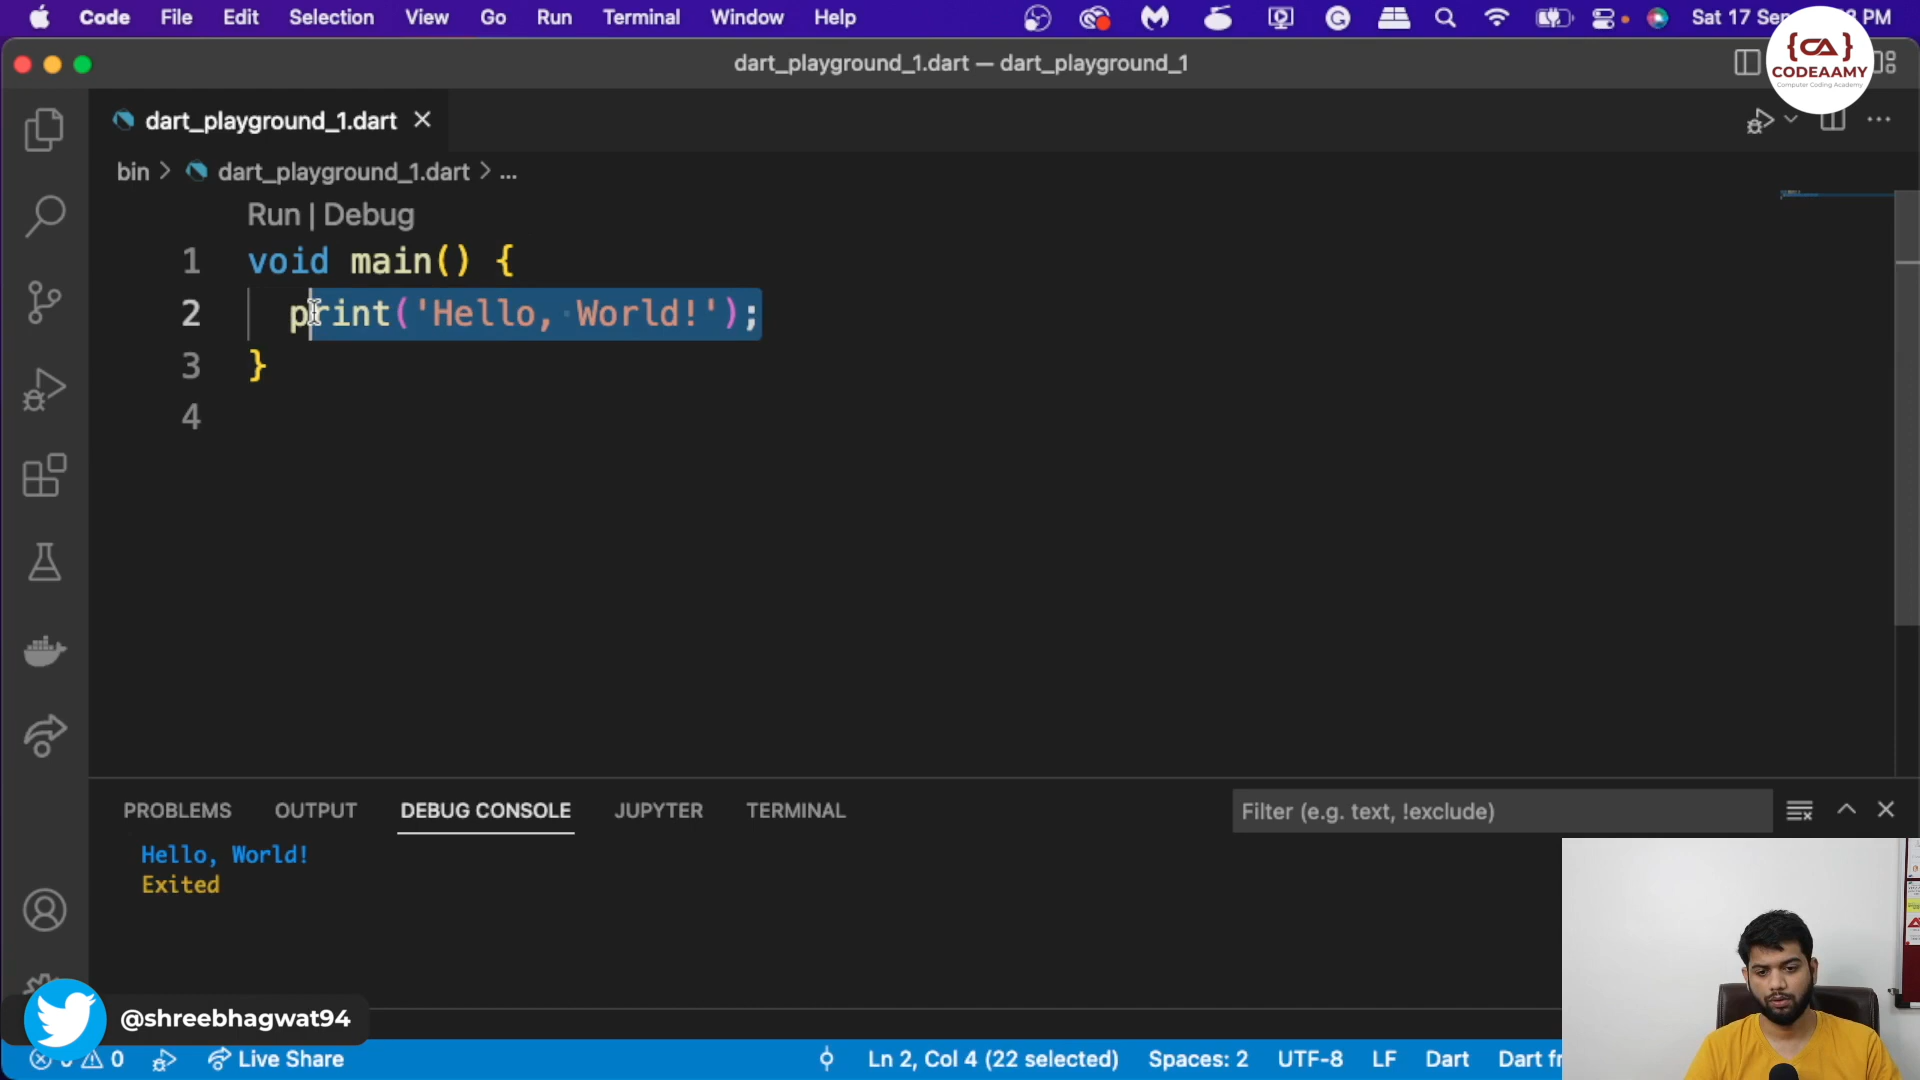 Code File Edit Selection View Go Run Terminal Window Help
Sat 17 Sep PM
{CA}
CODEAAMY
Computer Coding Academy
dart_playground_1.dart — dart_playground_1
dart_playground_1.dart
bin > dart_playground_1.dart > ...
Run | Debug
1 void main() {
2 print('Hello, World!');
3 }
4
PROBLEMS OUTPUT DEBUG CONSOLE JUPYTER TERMINAL
Filter (e.g. text, !exclude)
Hello, World!
Exited
@shreebhagwat94
0 Live Share
Ln 2, Col 4 (22 selected) Spaces: 2 UTF-8 LF Dart Dart